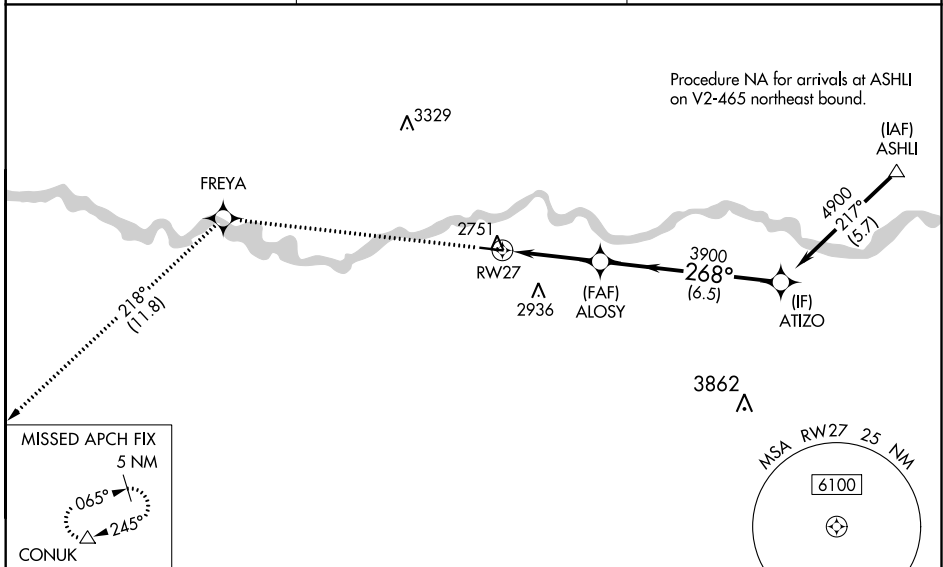 Procedure NA for arrivals at ASHLI
on V2-465 northeast bound.
3329
(IAF)
ASHLI
FREYA
4900
217°
(5.7)
2751
RW27
3900
268°
(6.5)
(FAF)
ALOSY
(IF)
ATIZO
2936
218°
(11.8)
3862
MISSED APCH FIX
5 NM
065°
245°
CONUK
MSA RW27 25 NM
6100